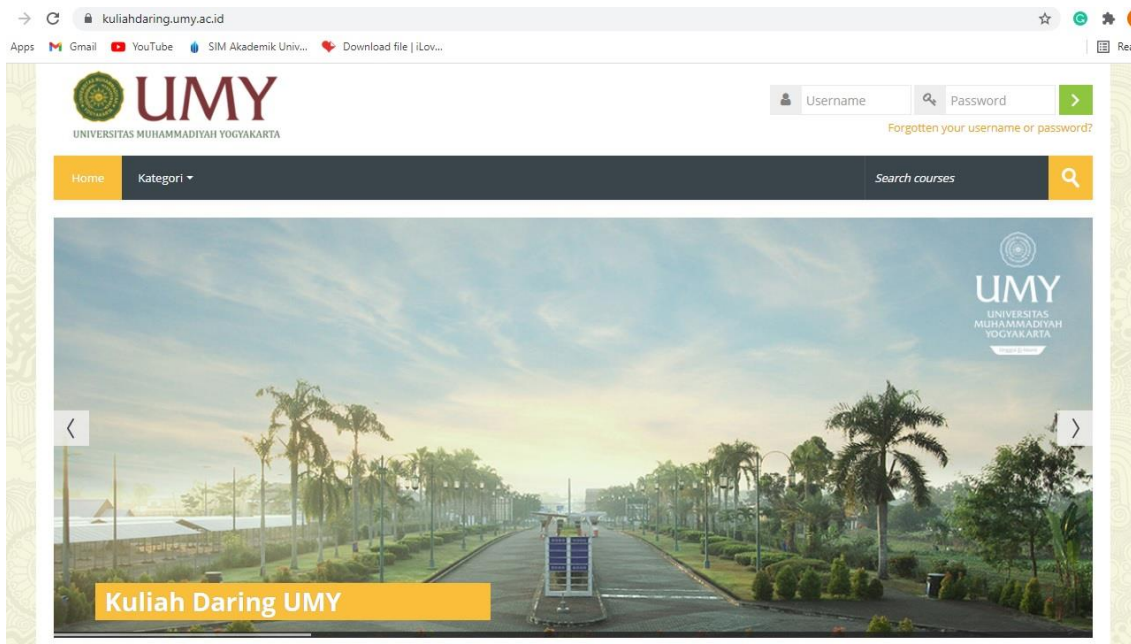 kuliahdaring.umy.ac.id
Apps Gmail YouTube SIM Akademik Univ... Download file | iLov... Rea
UMY
UNIVERSITAS MUHAMMADIYAH YOGYAKARTA
Username Password
Forgotten your username or password?
Home Kategori Search courses
UMY
UNIVERSITAS
MUHAMMADIYAH
YOGYAKARTA
Kuliah Daring UMY